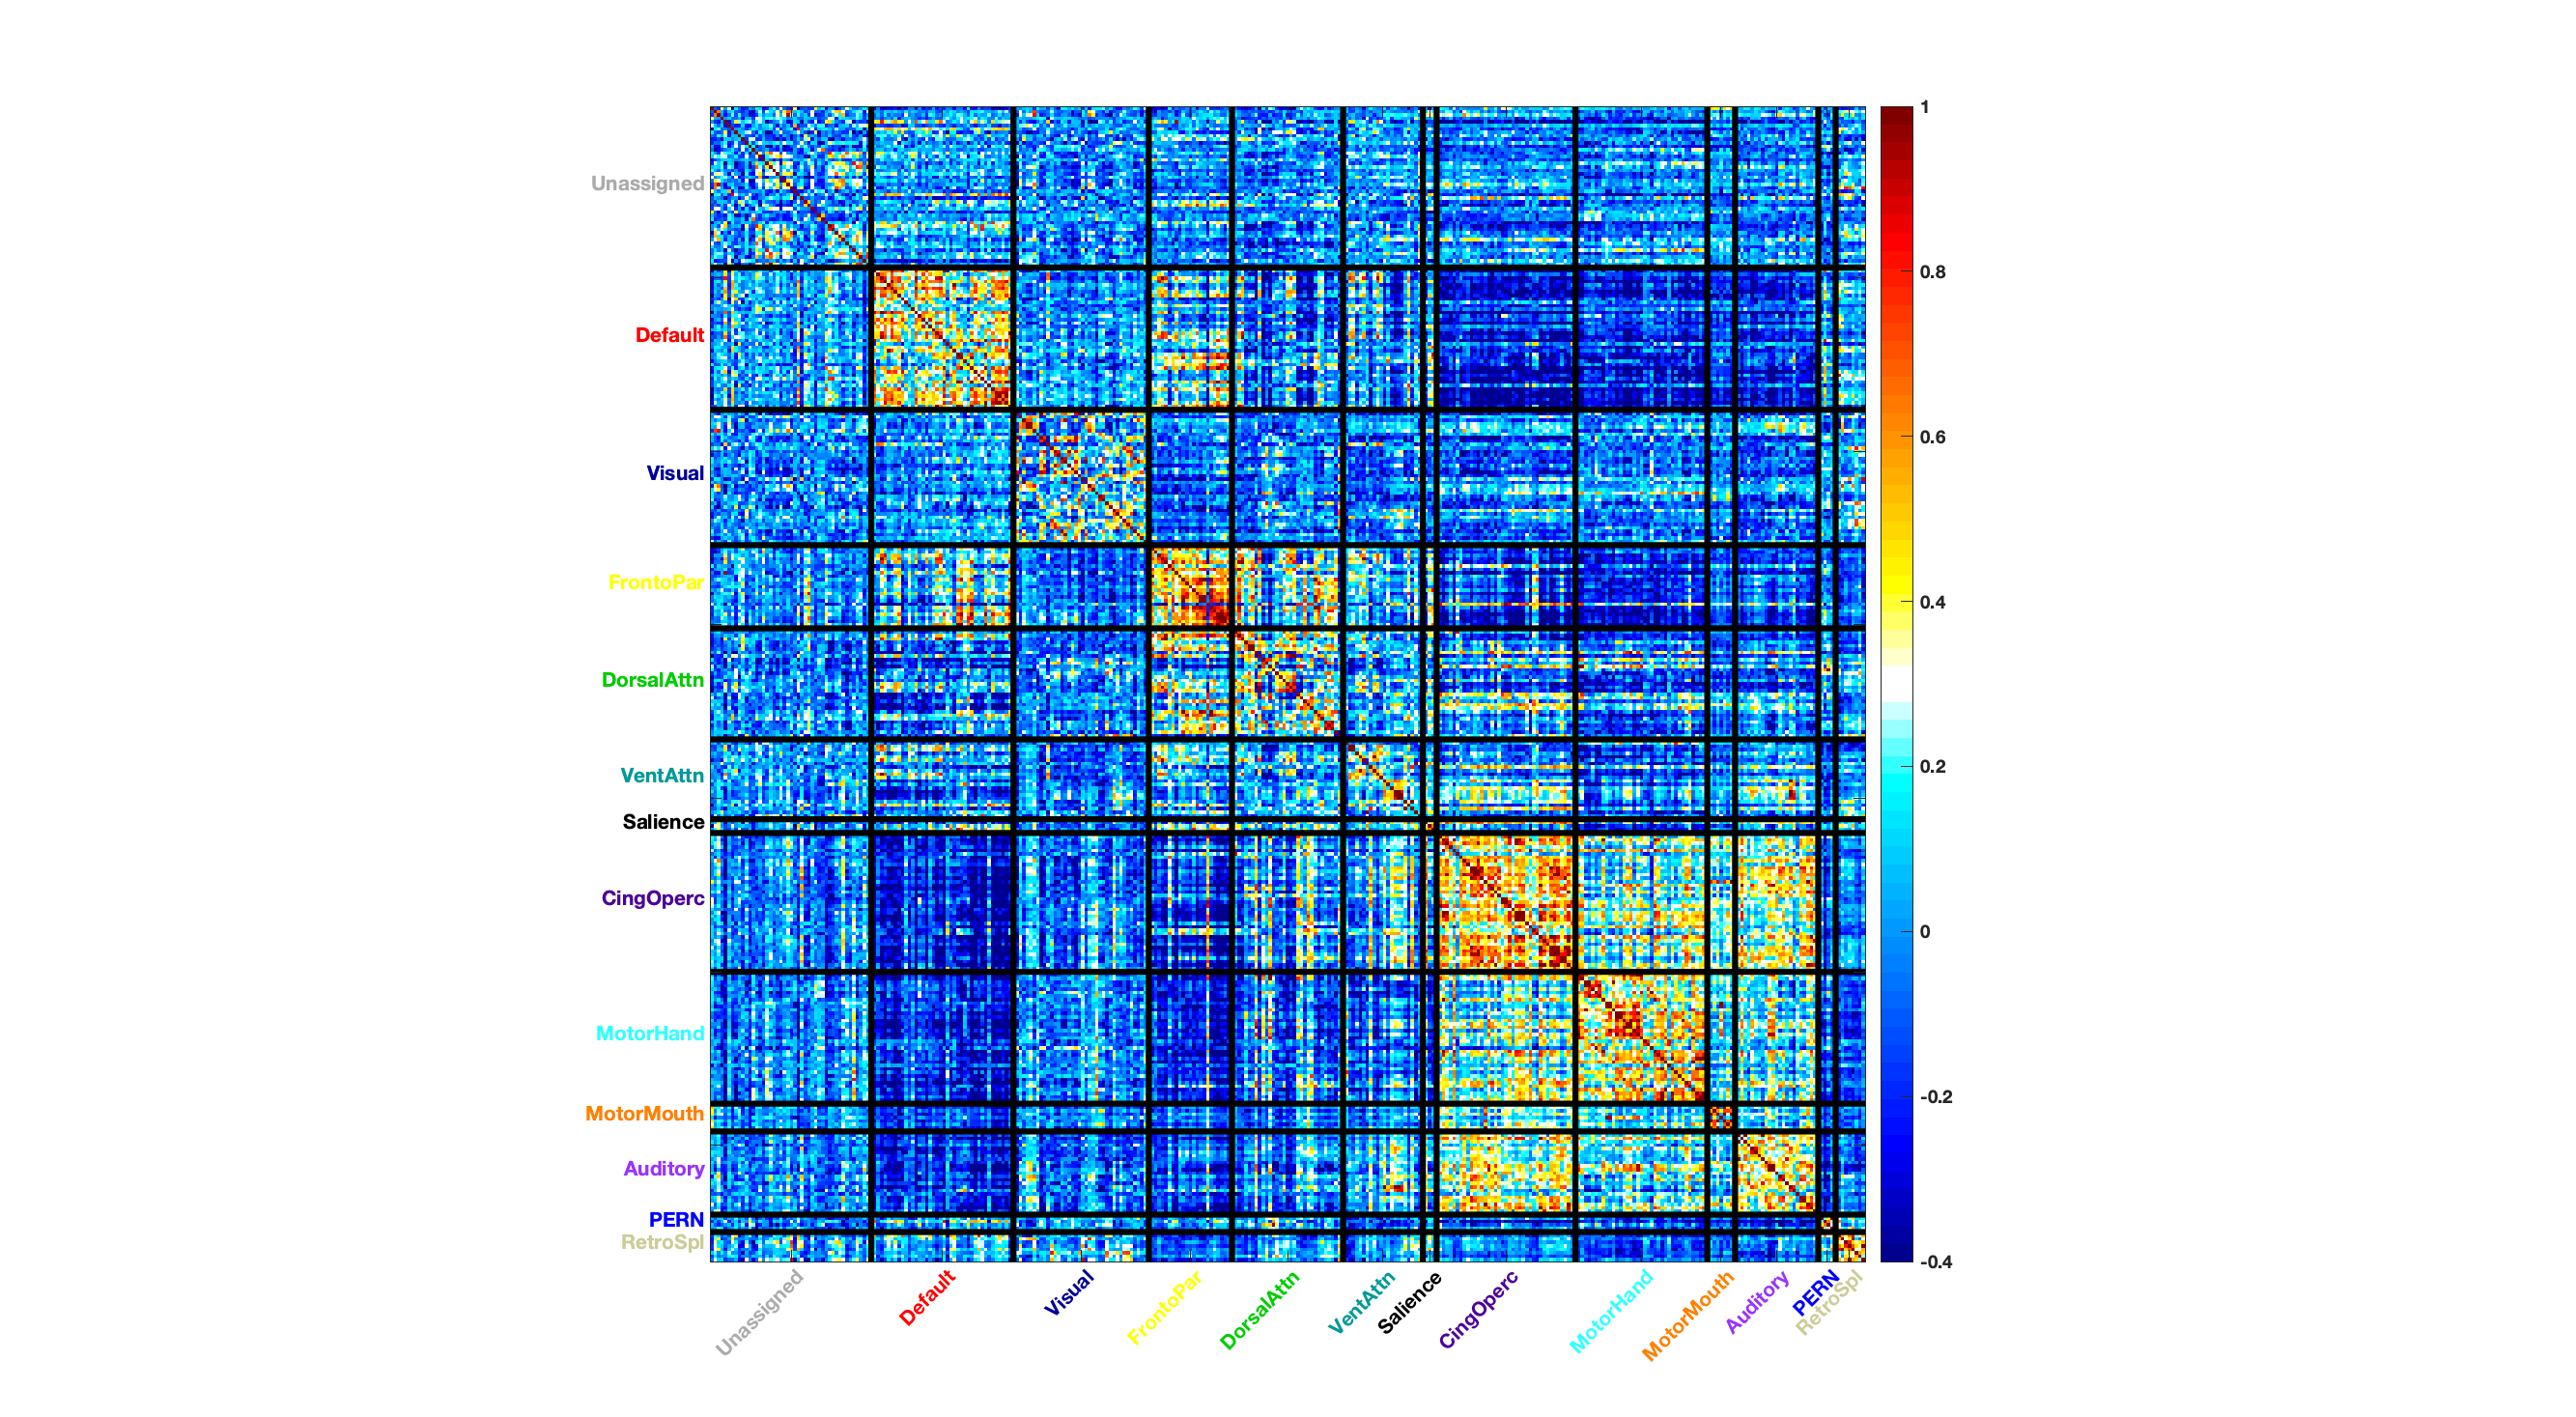 Unassigned
Default
Visual
FrontoPar
DorsalAttn
VentAttn
Salience
CingOperc
MotorHand
MotorMouth
Auditory
PERN
RetroSpl
Unassigned
Default
Visual
FrontoPar
DorsalAttn
VentAttn
Salience
CingOperc
MotorHand
MotorMouth
Auditory
PERN
RetroSpl
1
0.8
0.6
0.4
0.2
0
-0.2
-0.4